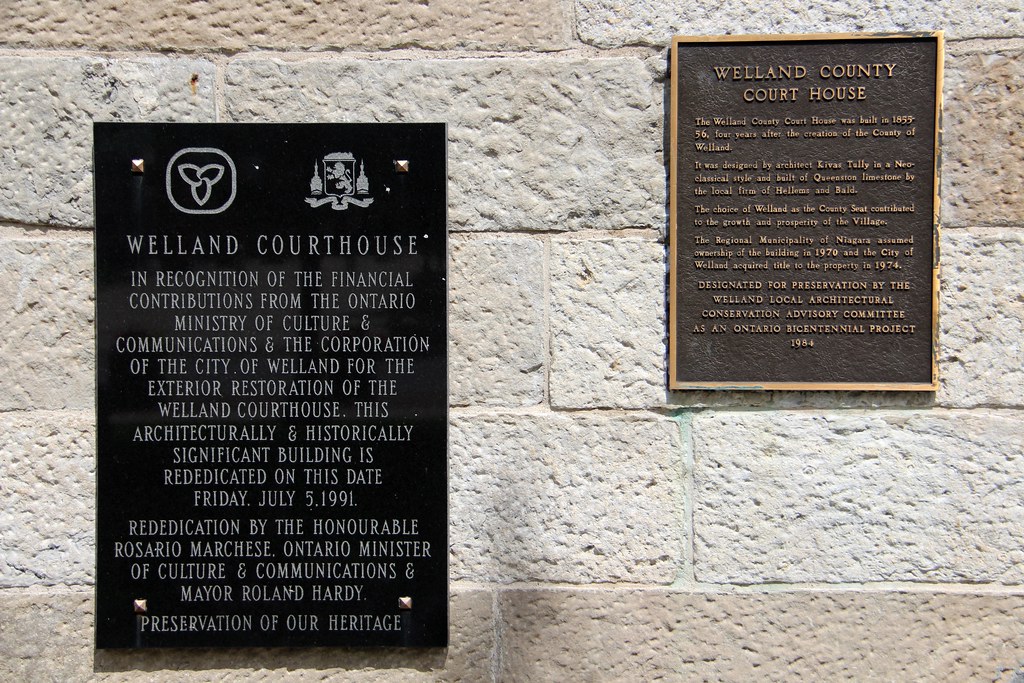 WELLAND COURTHOUSE
IN RECOGNITION OF THE FINANCIAL
CONTRIBUTIONS FROM THE ONTARIO
MINISTRY OF CULTURE &
COMMUNICATIONS & THE CORPORATION
OF THE CITY OF WELLAND FOR THE
EXTERIOR RESTORATION OF THE
WELLAND COURTHOUSE. THIS
ARCHITECTURALLY & HISTORICALLY
SIGNIFICANT BUILDING IS
REDEDICATED ON THIS DATE
FRIDAY, JULY 5, 1991.
REDEDICATION BY THE HONOURABLE
ROSARIO MARCHESE, ONTARIO MINISTER
OF CULTURE & COMMUNICATIONS &
MAYOR ROLAND HARDY.
PRESERVATION OF OUR HERITAGE
WELLAND COUNTY
COURT HOUSE
The Welland County Court House was built in 1855-
56, four years after the creation of the County of
Welland.
It was designed by architect Kivas Tully in a Neo-
classical style and built of Queenston limestone by
the local firm of Hellems and Bald.
The choice of Welland as the County Seat contributed
to the growth and prosperity of the Village.
The Regional Municipality of Niagara assumed
ownership of the building in 1970 and the City of
Welland acquired title to the property in 1974.
DESIGNATED FOR PRESERVATION BY THE
WELLAND LOCAL ARCHITECTURAL
CONSERVATION ADVISORY COMMITTEE
AS AN ONTARIO BICENTENNIAL PROJECT
1984